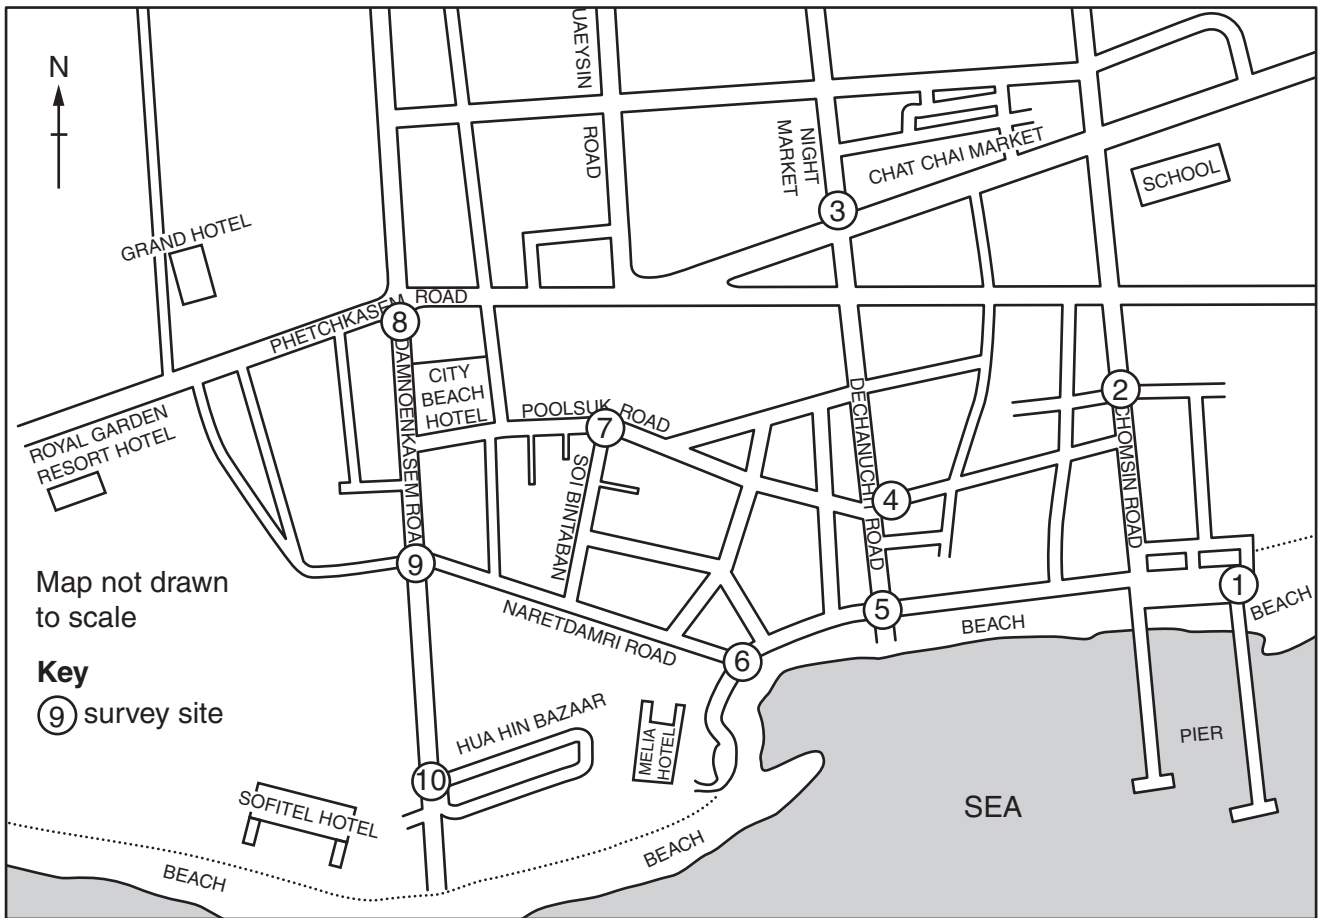 N
UAEYSIN
ROAD
NIGHT
MARKET
CHAT CHAI MARKET
SCHOOL
3
GRAND HOTEL
PHETCHKASEM ROAD
8
CITY
BEACH
HOTEL
DAMNOENKASEM ROA
POOLSUK ROAD
7
SOI BINTABAN
DECHANUCHIT ROAD
2
CHOMSIN ROAD
4
ROYAL GARDEN
RESORT HOTEL
9
1
5
BEACH
BEACH
NARETDAMRI ROAD
6
Map not drawn
to scale
Key
9 survey site
HUA HIN BAZAAR
MELIA
HOTEL
10
PIER
SOFITEL HOTEL
SEA
BEACH
BEACH